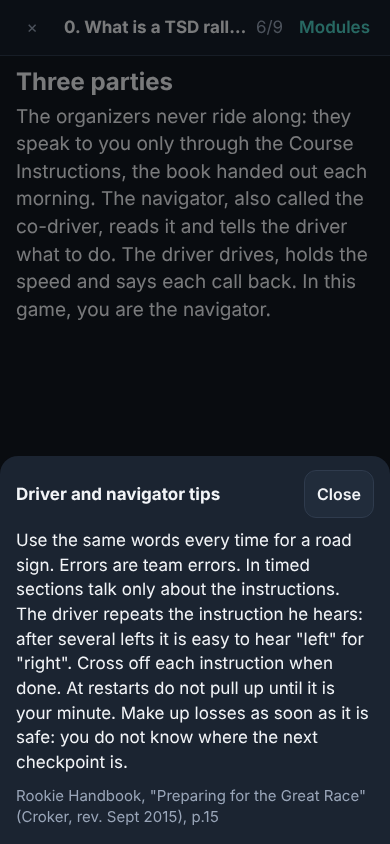 × 0. What is a TSD rall... 6/9 Modules
Three parties
The organizers never ride along: they
speak to you only through the Course
Instructions, the book handed out each
morning. The navigator, also called the
co-driver, reads it and tells the driver
what to do. The driver drives, holds the
speed and says each call back. In this
game, you are the navigator.
Driver and navigator tips
Close
Use the same words every time for a road
sign. Errors are team errors. In timed
sections talk only about the instructions.
The driver repeats the instruction he hears:
after several lefts it is easy to hear "left" for
"right". Cross off each instruction when
done. At restarts do not pull up until it is
your minute. Make up losses as soon as it is
safe: you do not know where the next
checkpoint is.
Rookie Handbook, "Preparing for the Great Race"
(Croker, rev. Sept 2015), p.15